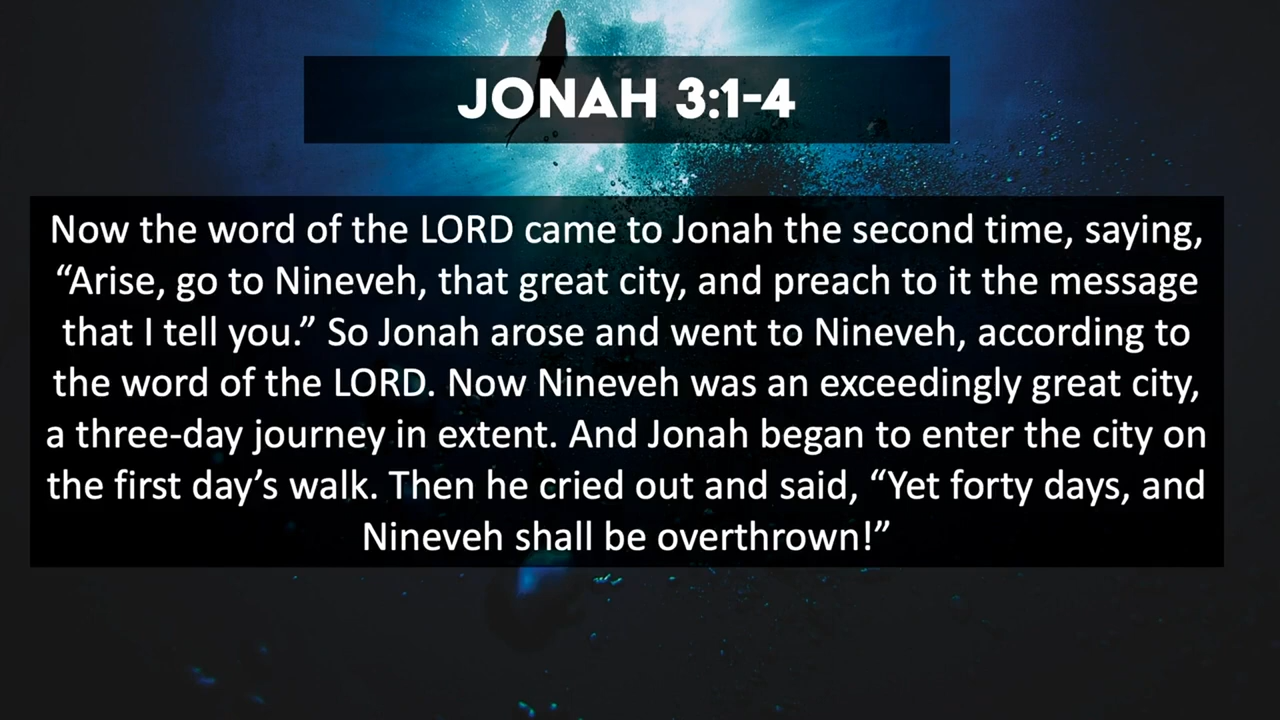 JONAH 3:1-4
Now the word of the LORD came to Jonah the second time, saying,
“Arise, go to Nineveh, that great city, and preach to it the message
that I tell you.” So Jonah arose and went to Nineveh, according to
the word of the LORD. Now Nineveh was an exceedingly great city,
a three-day journey in extent. And Jonah began to enter the city on
the first day’s walk. Then he cried out and said, “Yet forty days, and
Nineveh shall be overthrown!”